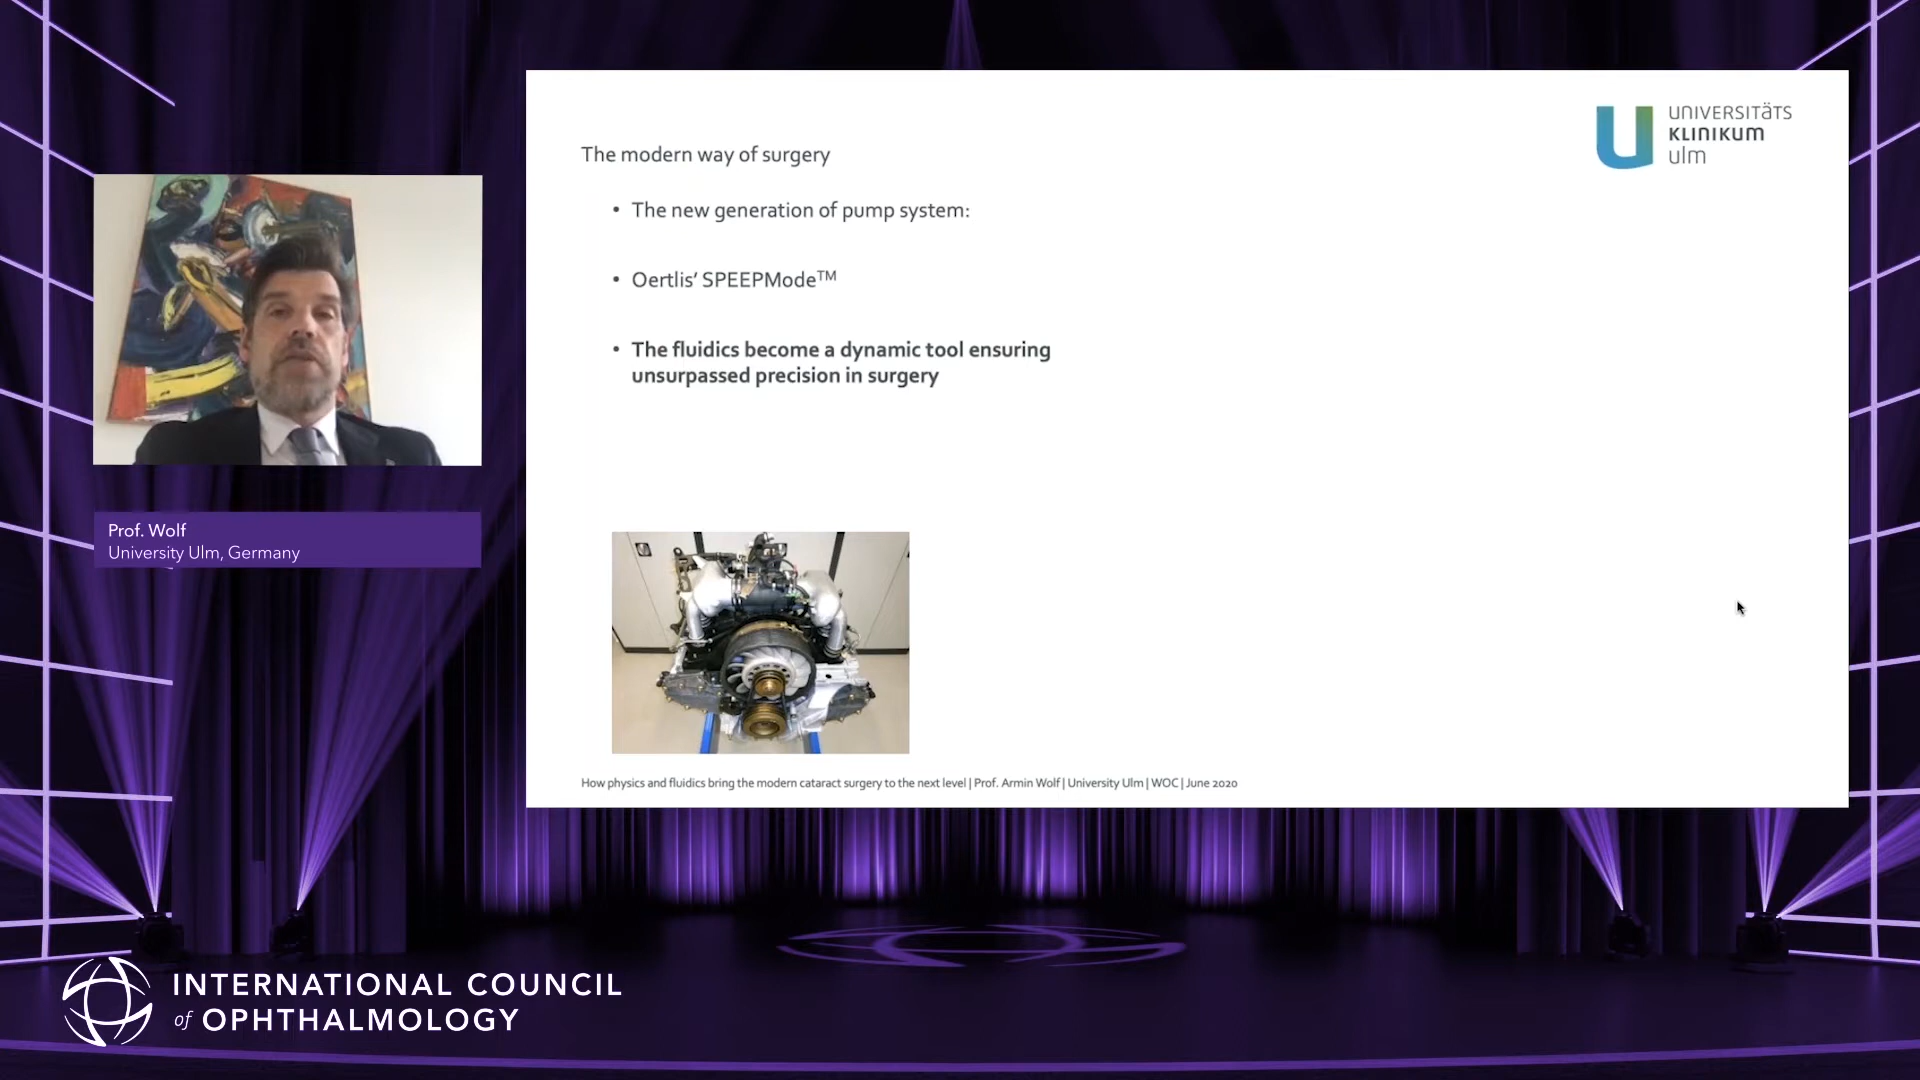 The modern way of surgery
• The new generation of pump system:
• Oertlis’ SPEEPMode™
• The fluidics become a dynamic tool ensuring
unsurpassed precision in surgery
UNIVERSITÄTS
KLINIKUM
ulm
Prof. Wolf
University Ulm, Germany
How physics and fluidics bring the modern cataract surgery to the next level | Prof. Armin Wolf | University Ulm | WOC | June 2020
INTERNATIONAL COUNCIL
of OPHTHALMOLOGY